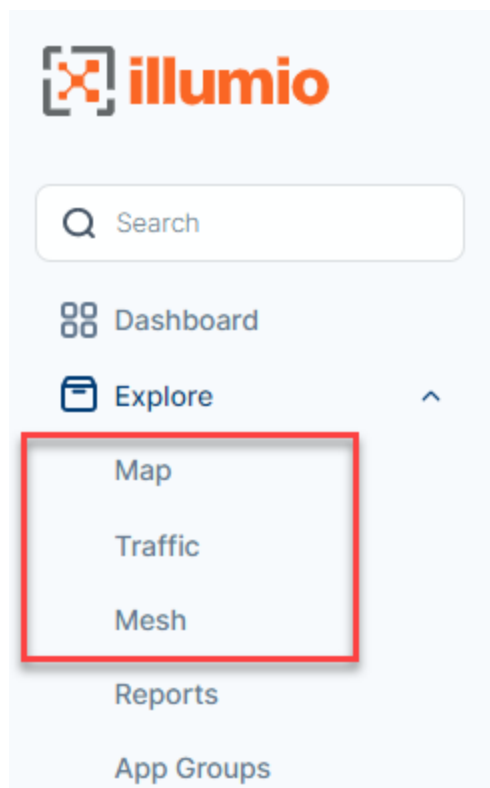 illumio
Search
Dashboard
Explore
Map
Traffic
Mesh
Reports
App Groups